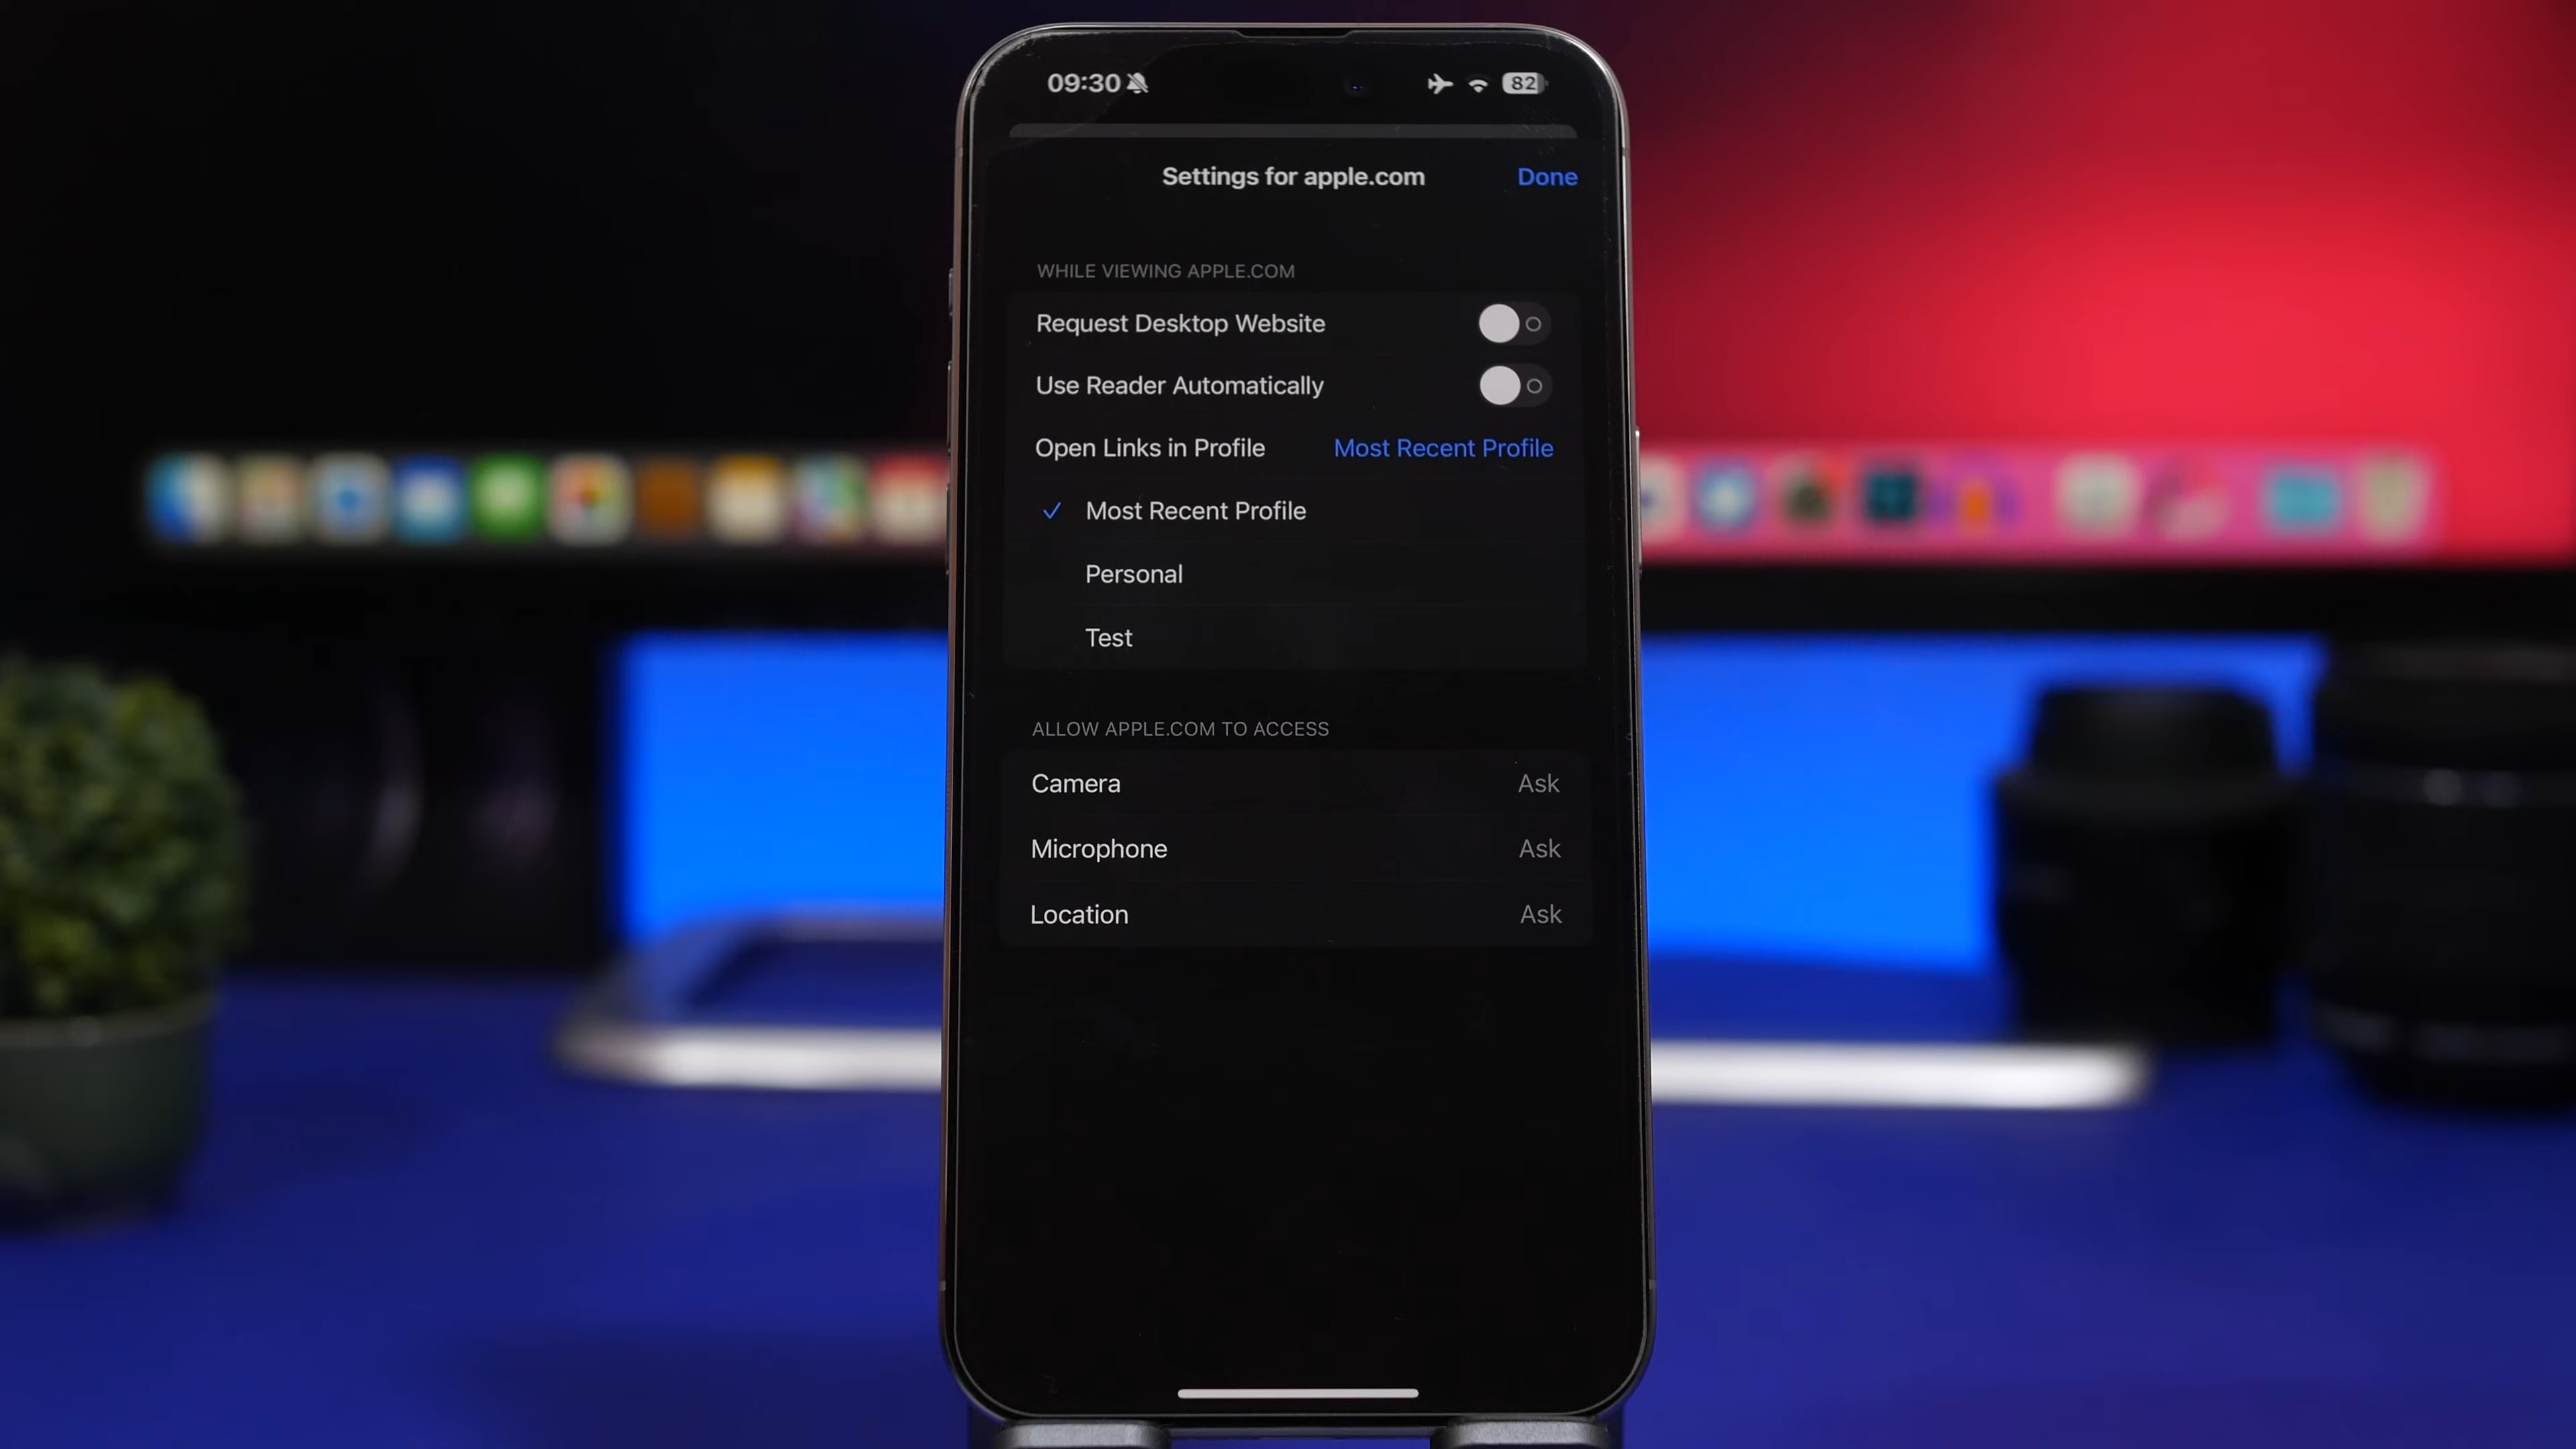 09:30
82
Settings for apple.com
Done
WHILE VIEWING APPLE.COM
Request Desktop Website
Use Reader Automatically
Open Links in Profile
Most Recent Profile
Most Recent Profile
Personal
Test
ALLOW APPLE.COM TO ACCESS
Camera
Ask
Microphone
Ask
Location
Ask